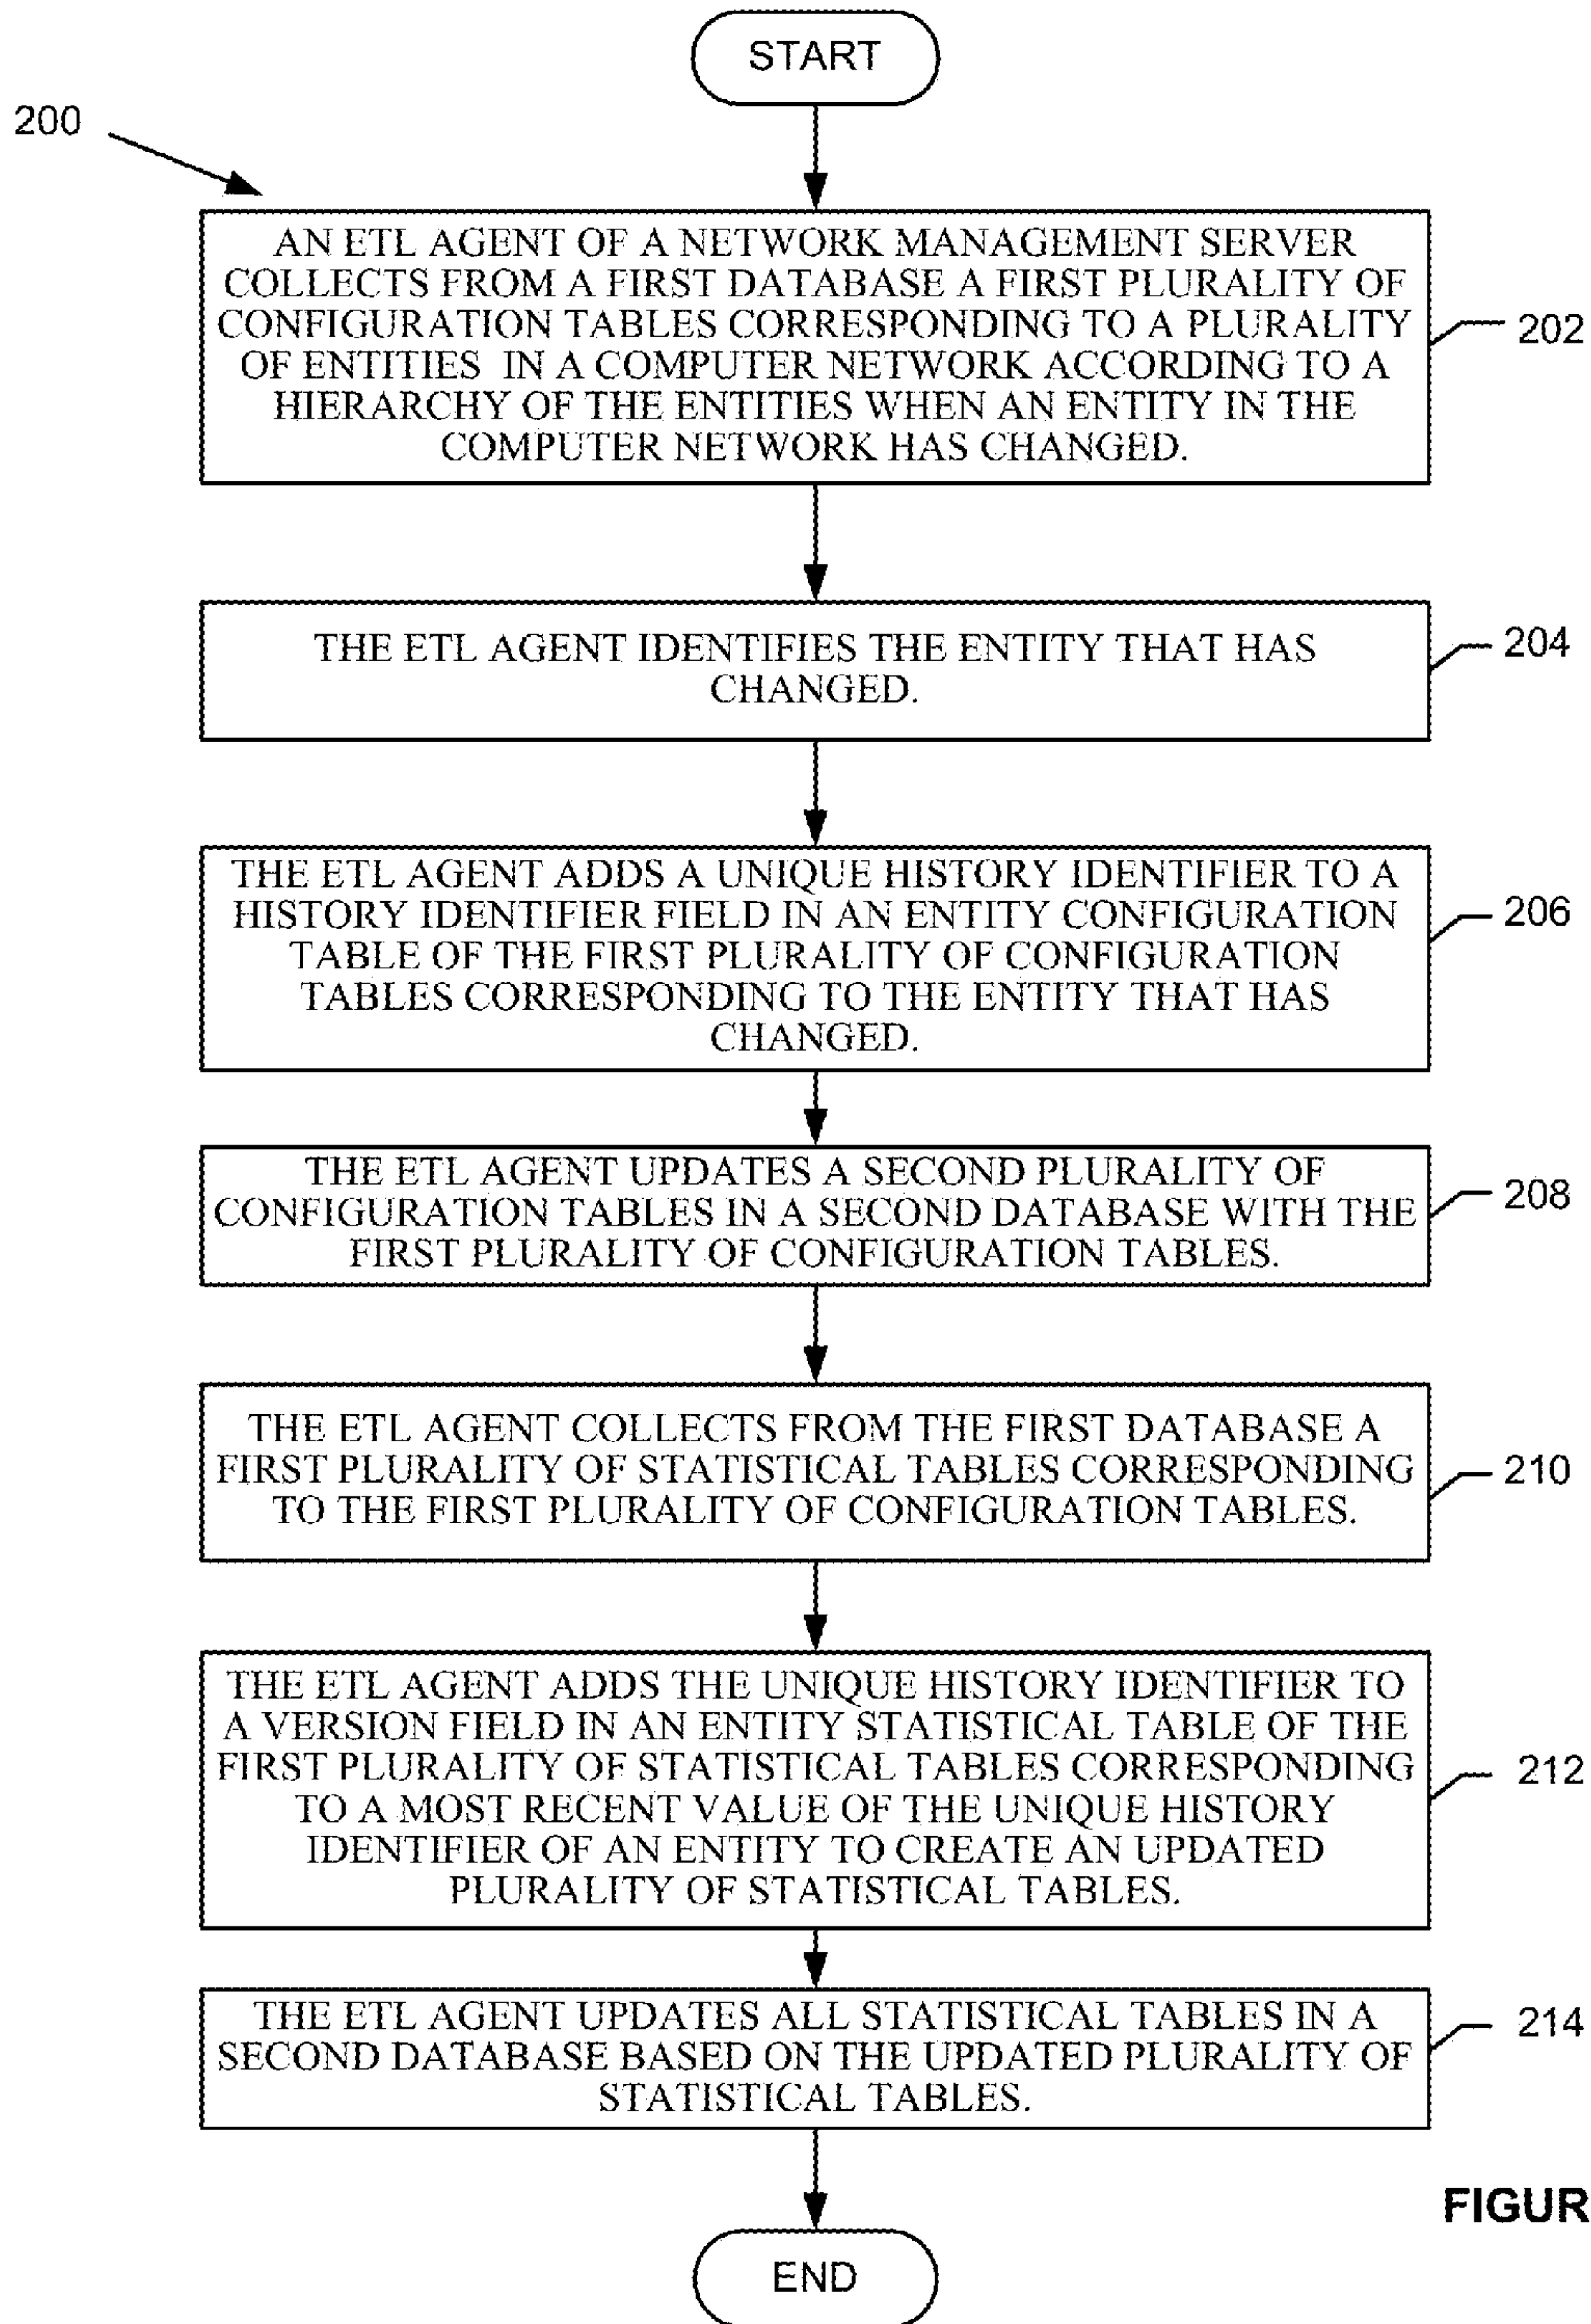 START
200
AN ETL AGENT OF A NETWORK MANAGEMENT SERVER
COLLECTS FROM A FIRST DATABASE A FIRST PLURALITY OF
CONFIGURATION TABLES CORRESPONDING TO A PLURALITY
OF ENTITIES IN A COMPUTER NETWORK ACCORDING TO A
HIERARCHY OF THE ENTITIES WHEN AN ENTITY IN THE
COMPUTER NETWORK HAS CHANGED.
202
THE ETL AGENT IDENTIFIES THE ENTITY THAT HAS
CHANGED.
204
THE ETL AGENT ADDS A UNIQUE HISTORY IDENTIFIER TO A
HISTORY IDENTIFIER FIELD IN AN ENTITY CONFIGURATION
TABLE OF THE FIRST PLURALITY OF CONFIGURATION
TABLES CORRESPONDING TO THE ENTITY THAT HAS
CHANGED.
206
THE ETL AGENT UPDATES A SECOND PLURALITY OF
CONFIGURATION TABLES IN A SECOND DATABASE WITH THE
FIRST PLURALITY OF CONFIGURATION TABLES.
208
THE ETL AGENT COLLECTS FROM THE FIRST DATABASE A
FIRST PLURALITY OF STATISTICAL TABLES CORRESPONDING
TO THE FIRST PLURALITY OF CONFIGURATION TABLES.
210
THE ETL AGENT ADDS THE UNIQUE HISTORY IDENTIFIER TO
A VERSION FIELD IN AN ENTITY STATISTICAL TABLE OF THE
FIRST PLURALITY OF STATISTICAL TABLES CORRESPONDING
TO A MOST RECENT VALUE OF THE UNIQUE HISTORY
IDENTIFIER OF AN ENTITY TO CREATE AN UPDATED
PLURALITY OF STATISTICAL TABLES.
212
THE ETL AGENT UPDATES ALL STATISTICAL TABLES IN A
SECOND DATABASE BASED ON THE UPDATED PLURALITY OF
STATISTICAL TABLES.
214
FIGUR
END